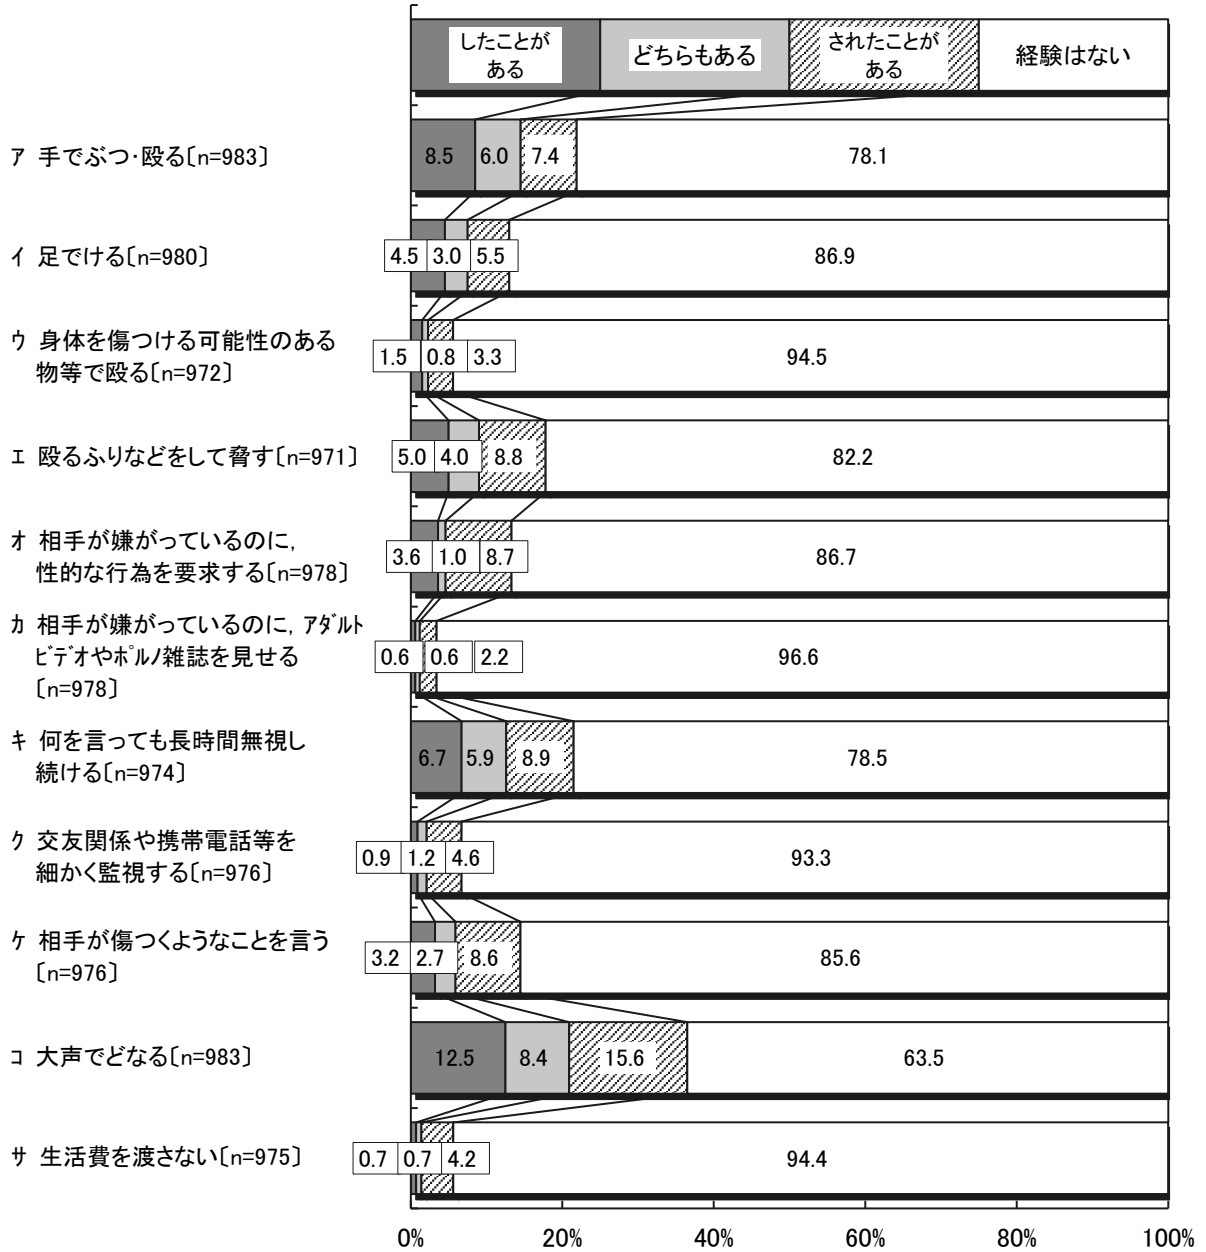 したことが
ある
どちらもある
されたことが
ある
経験はない
ア 手でぶつ・殴る〔n=983〕
8.5 6.0 7.4 78.1
イ 足でける〔n=980〕
4.5 3.0 5.5 86.9
ウ 身体を傷つける可能性のある
物等で殴る〔n=972〕
1.5 0.8 3.3 94.5
エ 殴るふりなどをして脅す〔n=971〕
5.0 4.0 8.8 82.2
オ 相手が嫌がっているのに,
性的な行為を要求する〔n=978〕
3.6 1.0 8.7 86.7
カ 相手が嫌がっているのに, アダルト
ビデオやポルノ雑誌を見せる
〔n=978〕
0.6 0.6 2.2 96.6
キ 何を言っても長時間無視し
続ける〔n=974〕
6.7 5.9 8.9 78.5
ク 交友関係や携帯電話等を
細かく監視する〔n=976〕
0.9 1.2 4.6 93.3
ケ 相手が傷つくようなことを言う
〔n=976〕
3.2 2.7 8.6 85.6
コ 大声でどなる〔n=983〕
12.5 8.4 15.6 63.5
サ 生活費を渡さない〔n=975〕
0.7 0.7 4.2 94.4
0% 20% 40% 60% 80% 100%